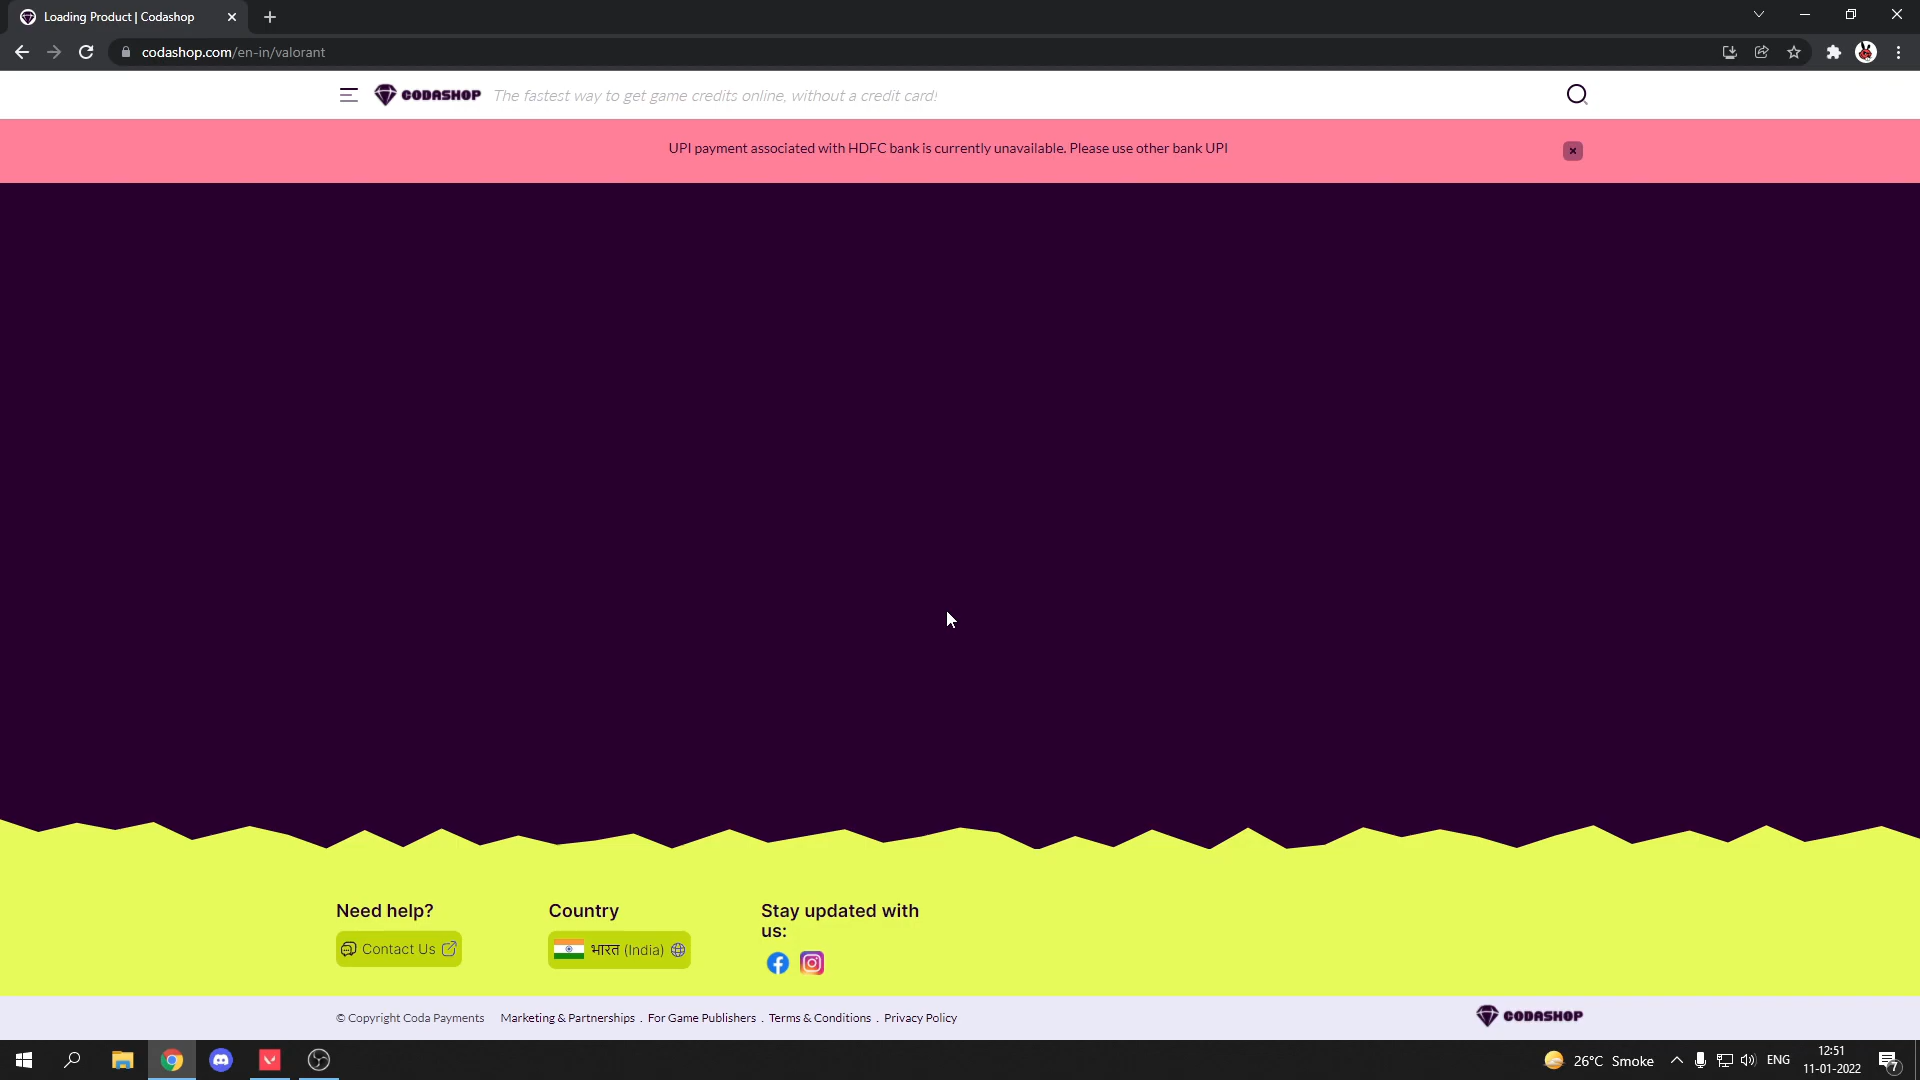 Loading Product | Codashop
codashop.com/en-in/valorant
CODASHOP The fastest way to get game credits online, without a credit card!
UPI payment associated with HDFC bank is currently unavailable. Please use other bank UPI
Need help?
Contact Us
Country
भारत (India)
Stay updated with
us:
© Copyright Coda Payments Marketing & Partnerships . For Game Publishers . Terms & Conditions . Privacy Policy
CODASHOP
26°C Smoke
ENG
12:51
11-01-2022
7